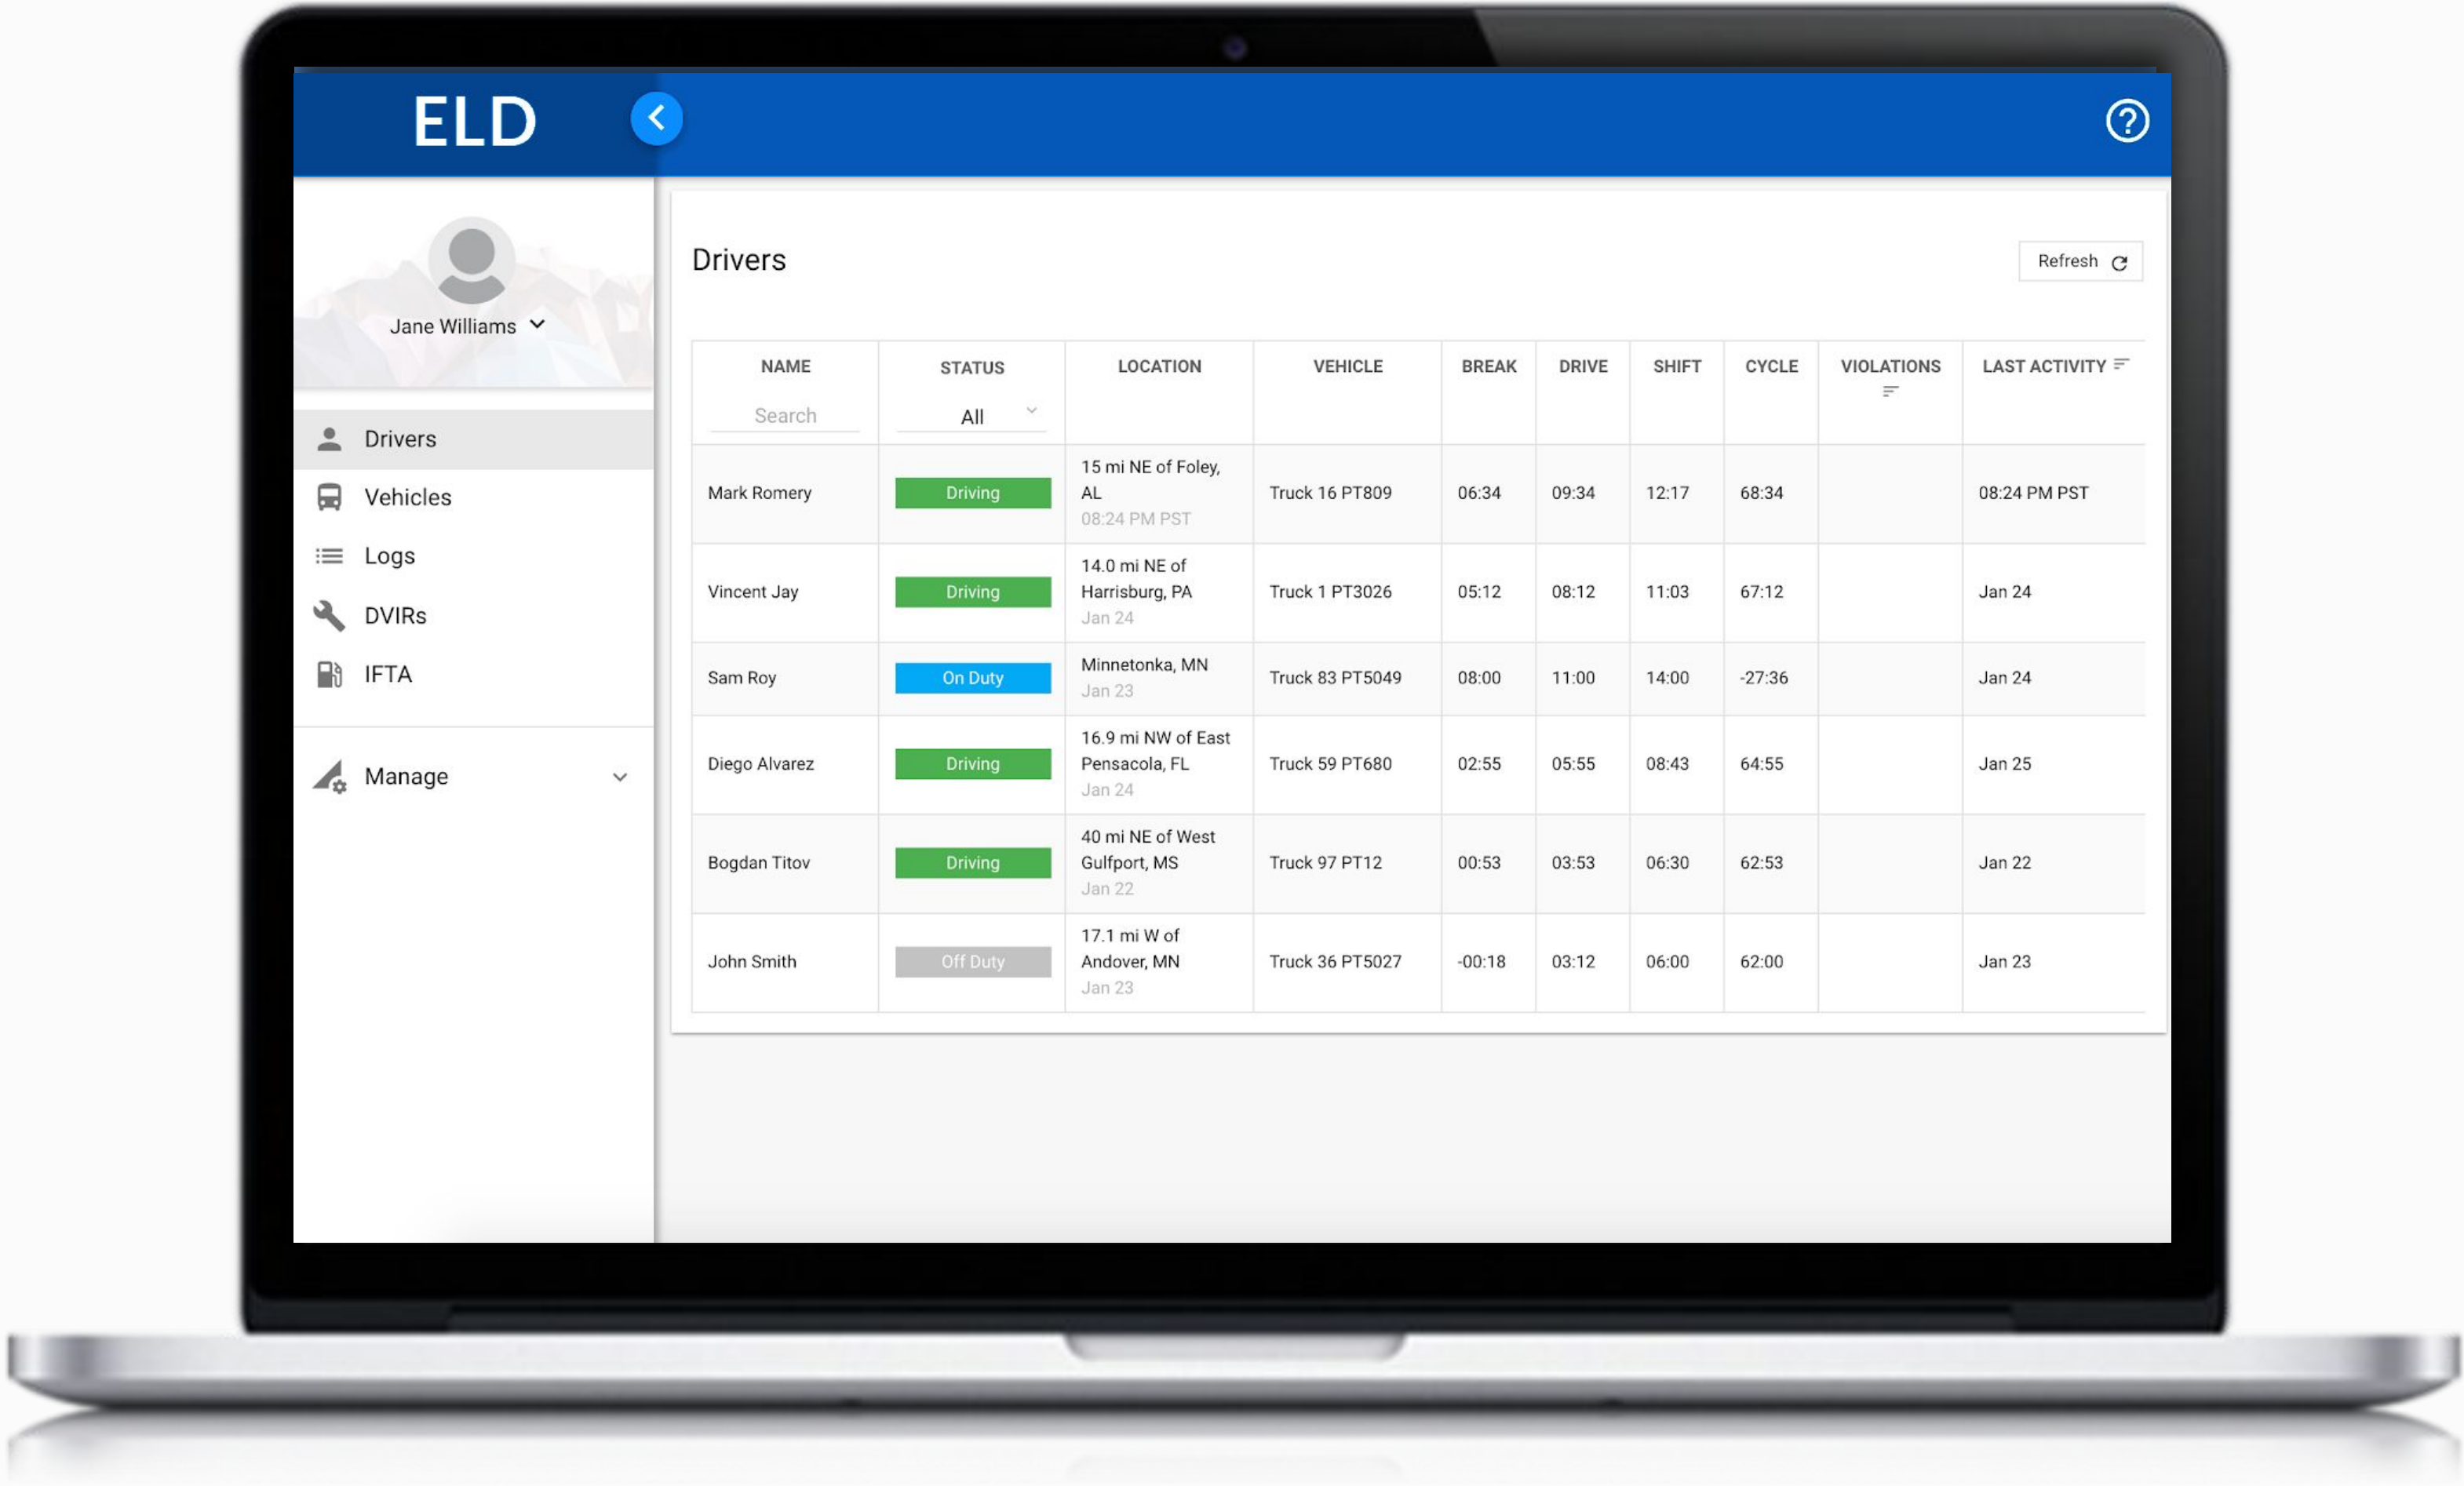 ELD
Jane Williams
Drivers
Vehicles
Logs
DVIRs
IFTA
Manage
Drivers
Refresh
NAME STATUS LOCATION VEHICLE BREAK DRIVE SHIFT CYCLE VIOLATIONS LAST ACTIVITY
Search All
Mark Romery Driving 15 mi NE of Foley, Truck 16 PT809 06:34 09:34 12:17 68:34 08:24 PM PST
AL
08:24 PM PST
Vincent Jay Driving 14.0 mi NE of Truck 1 PT3026 05:12 08:12 11:03 67:12 Jan 24
Harrisburg, PA
Jan 24
Sam Roy On Duty Minnetonka, MN Truck 83 PT5049 08:00 11:00 14:00 -27:36 Jan 24
Jan 23
Diego Alvarez Driving 16.9 mi NW of East Truck 59 PT680 02:55 05:55 08:43 64:55 Jan 25
Pensacola, FL
Jan 24
Bogdan Titov Driving 40 mi NE of West Truck 97 PT12 00:53 03:53 06:30 62:53 Jan 22
Gulfport, MS
Jan 22
John Smith Off Duty 17.1 mi W of Truck 36 PT5027 -00:18 03:12 06:00 62:00 Jan 23
Andover, MN
Jan 23